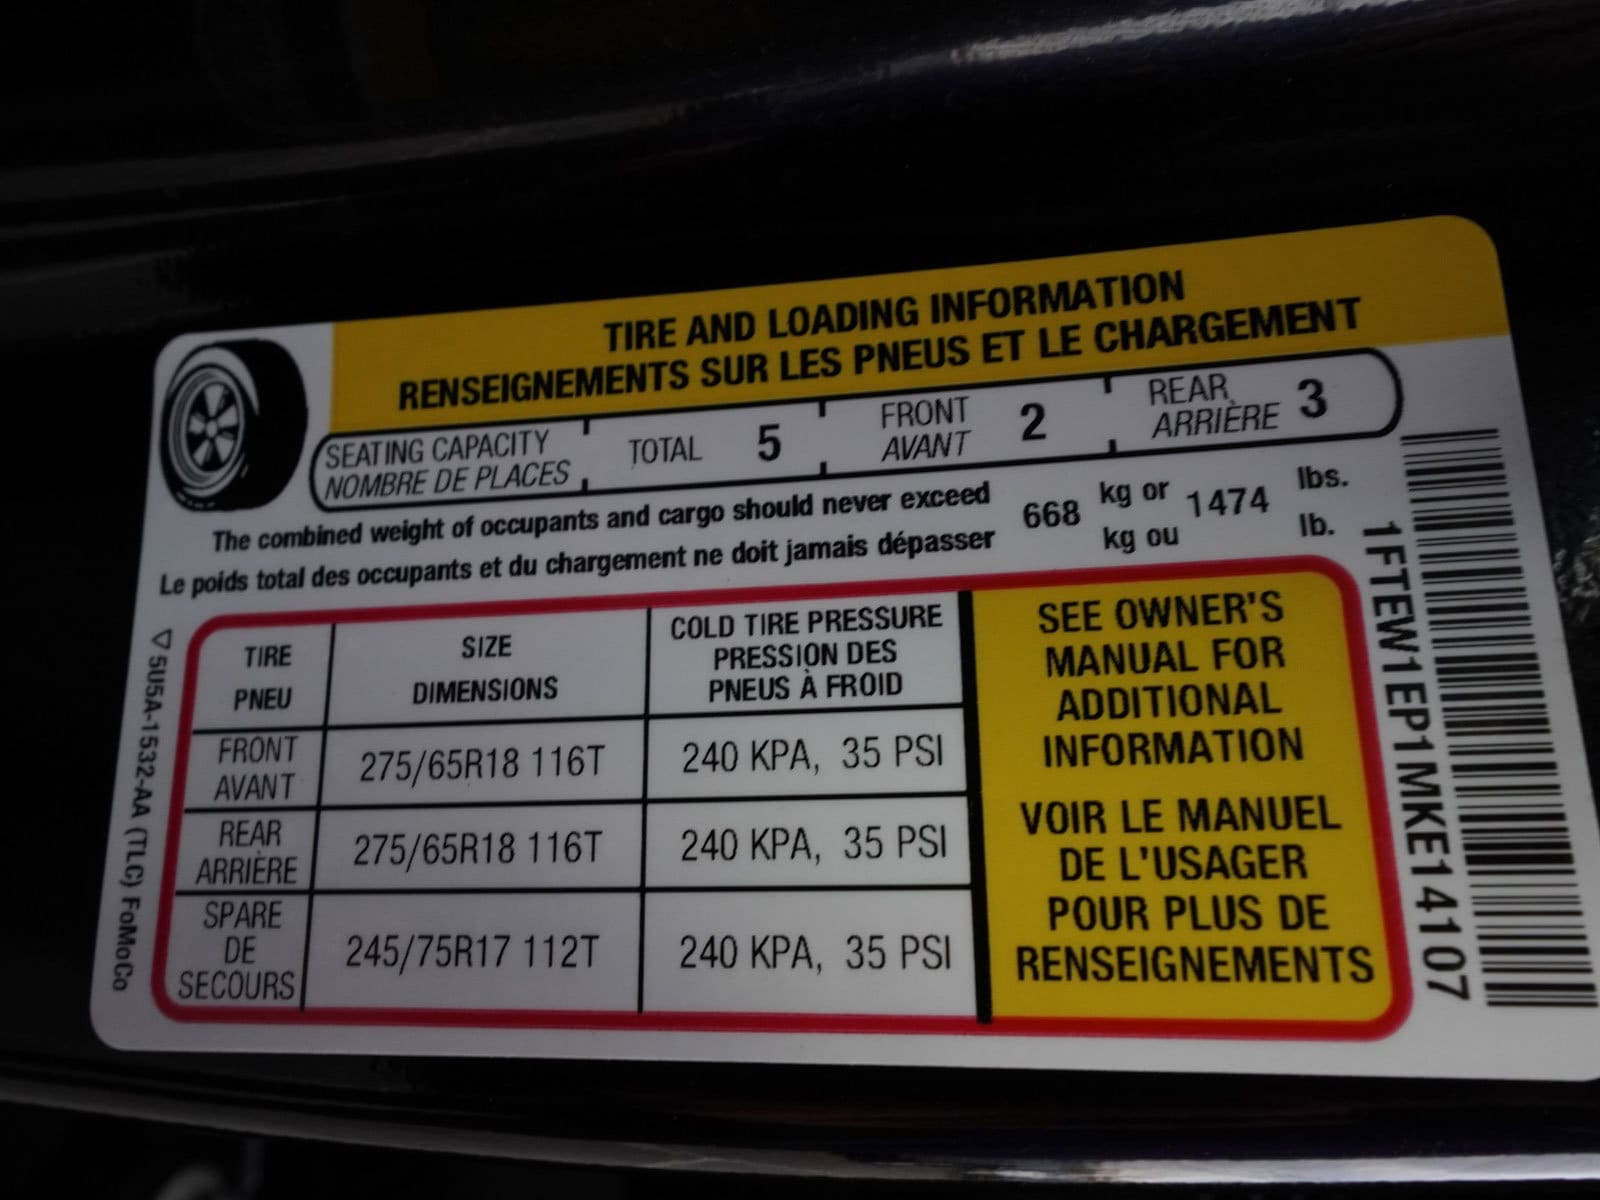 TIRE AND LOADING INFORMATION
RENSEIGNEMENTS SUR LES PNEUS ET LE CHARGEMENT
SEATING CAPACITY
NOMBRE DE PLACES
TOTAL 5
FRONT
AVANT
2
REAR
ARRIÈRE
3
The combined weight of occupants and cargo should never exceed
Le poids total des occupants et du chargement ne doit jamais dépasser
668
kg or
kg ou
1474
lbs.
lb.
TIRE
PNEU
SIZE
DIMENSIONS
COLD TIRE PRESSURE
PRESSION DES
PNEUS À FROID
FRONT
AVANT
275/65R18 116T
240 KPA, 35 PSI
REAR
ARRIÈRE
275/65R18 116T
240 KPA, 35 PSI
SPARE
DE
SECOURS
245/75R17 112T
240 KPA, 35 PSI
SEE OWNER'S
MANUAL FOR
ADDITIONAL
INFORMATION
VOIR LE MANUEL
DE L'USAGER
POUR PLUS DE
RENSEIGNEMENTS
5U5A-1532-AA (TLC) FoMoCo
1FTEW1EP1MKE14107